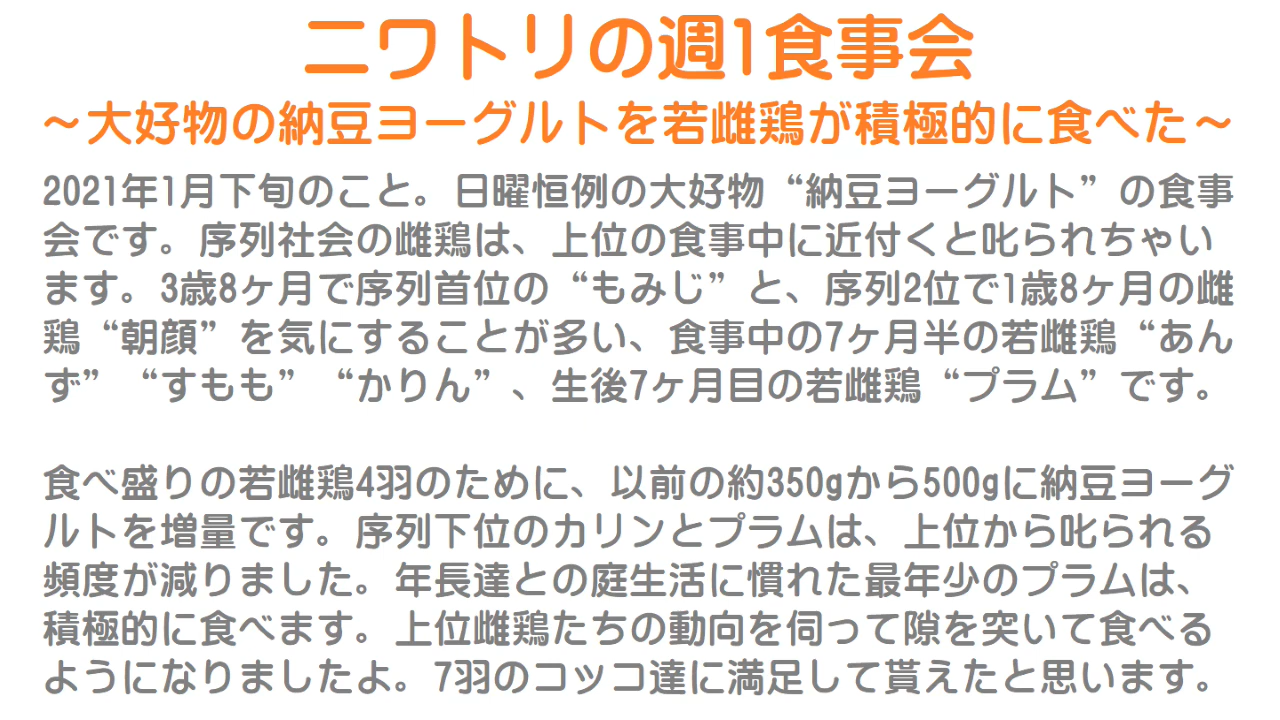 ニワトリの週1食事会
～大好物の納豆ヨーグルトを若雌鶏が積極的に食べた～
2021年1月下旬のこと。日曜恒例の大好物“納豆ヨーグルト”の食事
会です。序列社会の雌鶏は、上位の食事中に近付くと叱られちゃい
ます。3歳8ヶ月で序列首位の“もみじ”と、序列2位で1歳8ヶ月の雌
鶏“朝顔”を気にすることが多い、食事中の7ヶ月半の若雌鶏“あん
ず”“すもも”“かりん”、生後7ヶ月目の若雌鶏“プラム”です。
食べ盛りの若雌鶏4羽のために、以前の約350gから500gに納豆ヨーグ
ルトを増量です。序列下位のカリンとプラムは、上位から叱られる
頻度が減りました。年長達との庭生活に慣れた最年少のプラムは、
積極的に食べます。上位雌鶏たちの動向を伺って隙を突いて食べる
ようになりましたよ。7羽のコッコ達に満足して貰えたと思います。